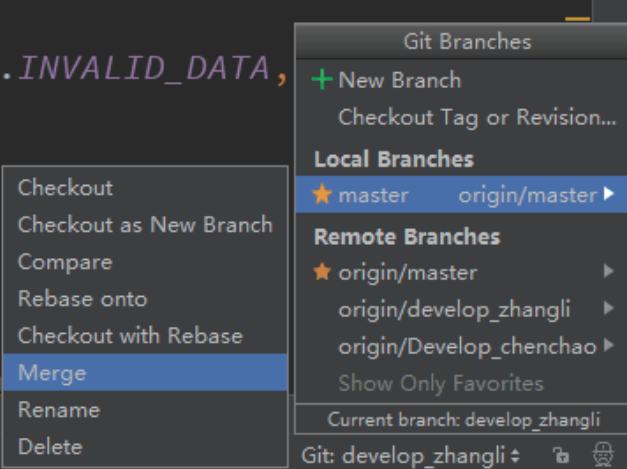 .INVALID_DATA,
Git Branches
New Branch
Checkout Tag or Revision...
Local Branches
master origin/master
Remote Branches
origin/master
origin/develop_zhangli
origin/Develop_chenchao
Show Only Favorites
Current branch: develop_zhangli
Checkout
Checkout as New Branch
Compare
Rebase onto
Checkout with Rebase
Merge
Rename
Delete
Git: develop_zhangli